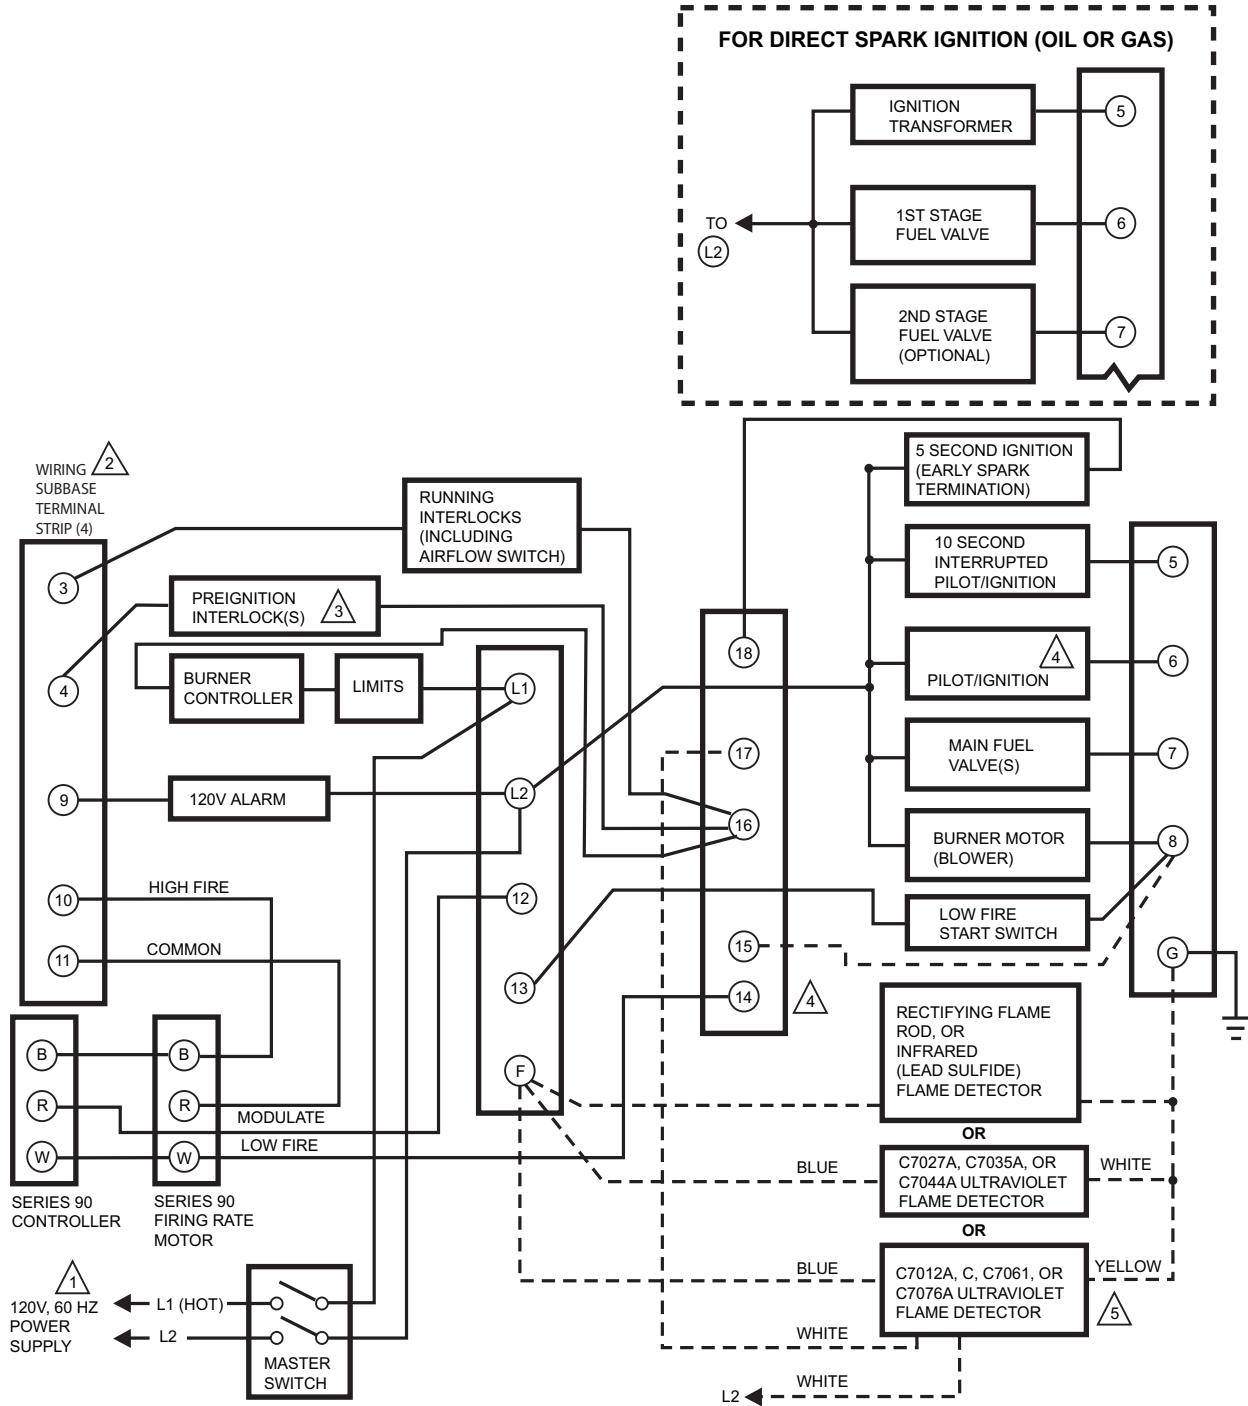 FOR DIRECT SPARK IGNITION (OIL OR GAS)
IGNITION
TRANSFORMER
5
1ST STAGE
FUEL VALVE
6
TO
L2
2ND STAGE
FUEL VALVE
(OPTIONAL)
7
WIRING
SUBBASE
TERMINAL
STRIP (4)
2
3
4
9
10
11
RUNNING
INTERLOCKS
(INCLUDING
AIRFLOW SWITCH)
PREIGNITION
INTERLOCK(S)
3
BURNER
CONTROLLER
LIMITS
120V ALARM
HIGH FIRE
COMMON
L1
L2
12
13
F
18
17
16
15
14
4
5 SECOND IGNITION
(EARLY SPARK
TERMINATION)
10 SECOND
INTERRUPTED
PILOT/IGNITION
4
PILOT/IGNITION
MAIN FUEL
VALVE(S)
BURNER MOTOR
(BLOWER)
LOW FIRE
START SWITCH
5
6
7
8
G
B
R
W
B
R
W
MODULATE
LOW FIRE
SERIES 90
CONTROLLER
SERIES 90
FIRING RATE
MOTOR
RECTIFYING FLAME
ROD, OR
INFRARED
(LEAD SULFIDE)
FLAME DETECTOR
OR
BLUE
C7027A, C7035A, OR
C7044A ULTRAVIOLET
FLAME DETECTOR
WHITE
OR
BLUE
C7012A, C, C7061, OR
C7076A ULTRAVIOLET
FLAME DETECTOR
YELLOW
5
WHITE
WHITE
L2
1
120V, 60 HZ
POWER
SUPPLY
L1 (HOT)
L2
MASTER
SWITCH